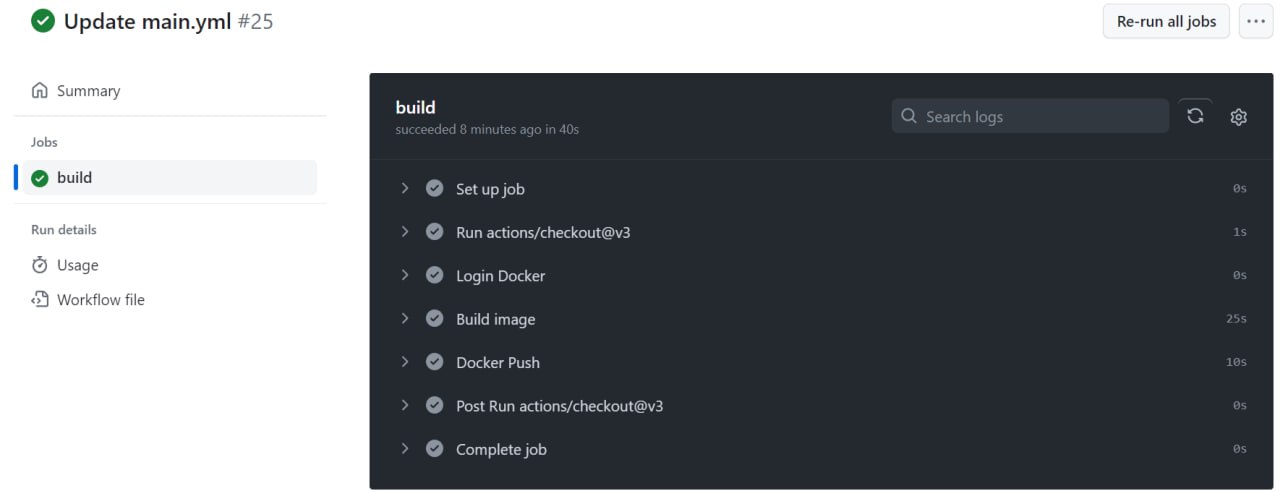 Update main.yml #25
Re-run all jobs
Summary
Jobs
build
Run details
Usage
Workflow file
build
succeeded 8 minutes ago in 40s
Search logs
Set up job 0s
Run actions/checkout@v3 1s
Login Docker 0s
Build image 25s
Docker Push 10s
Post Run actions/checkout@v3 0s
Complete job 0s